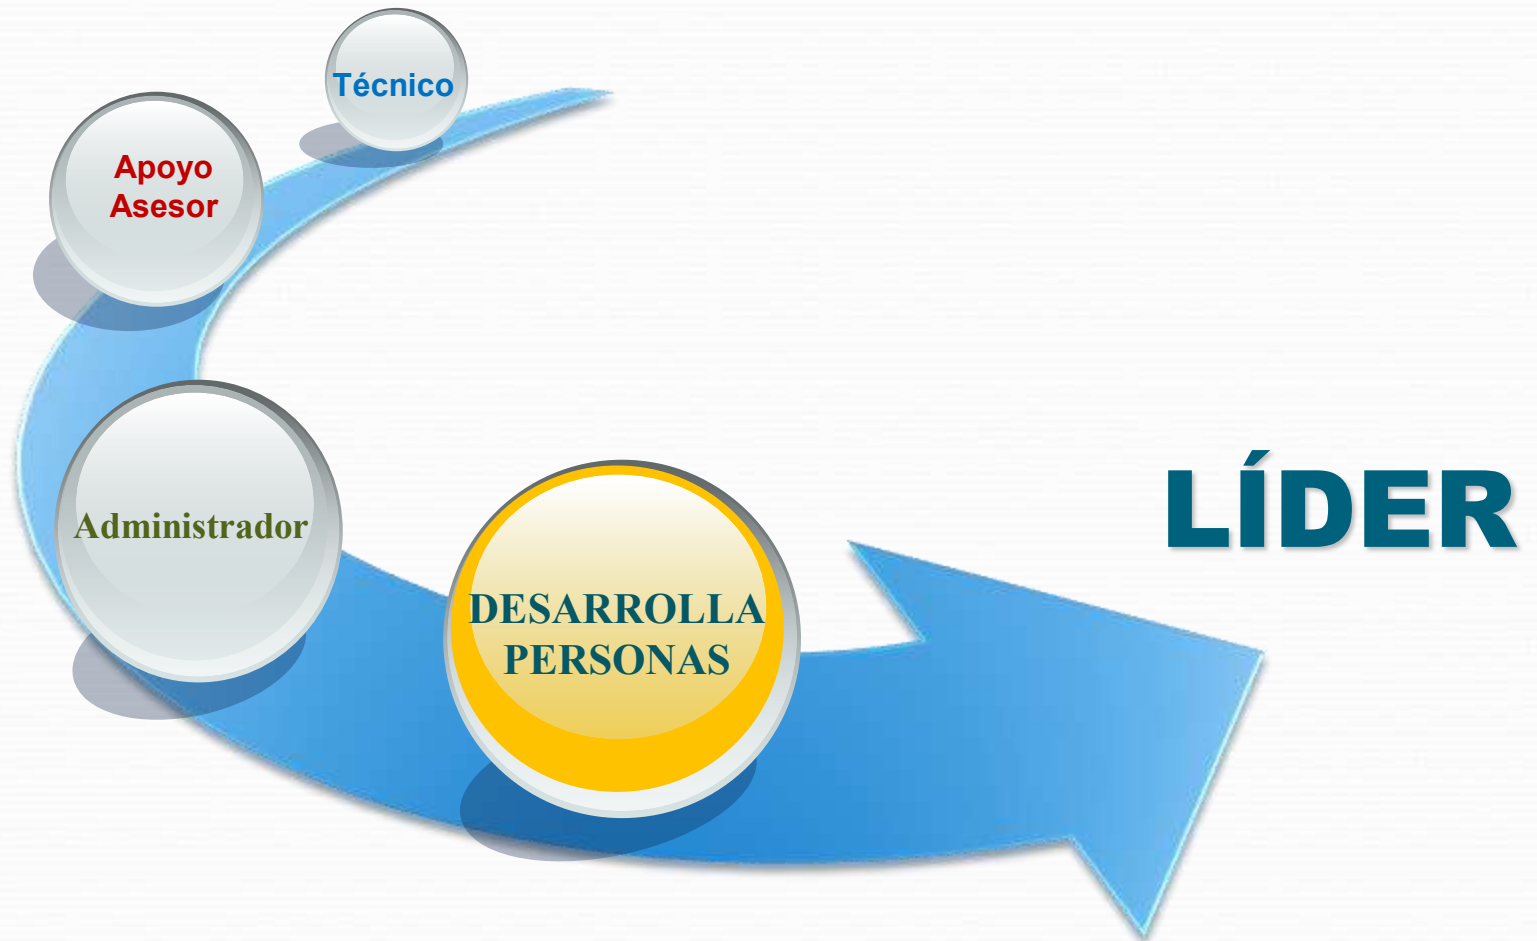 Técnico
Apoyo
Asesor
Administrador
DESARROLLA
PERSONAS
LÍDER